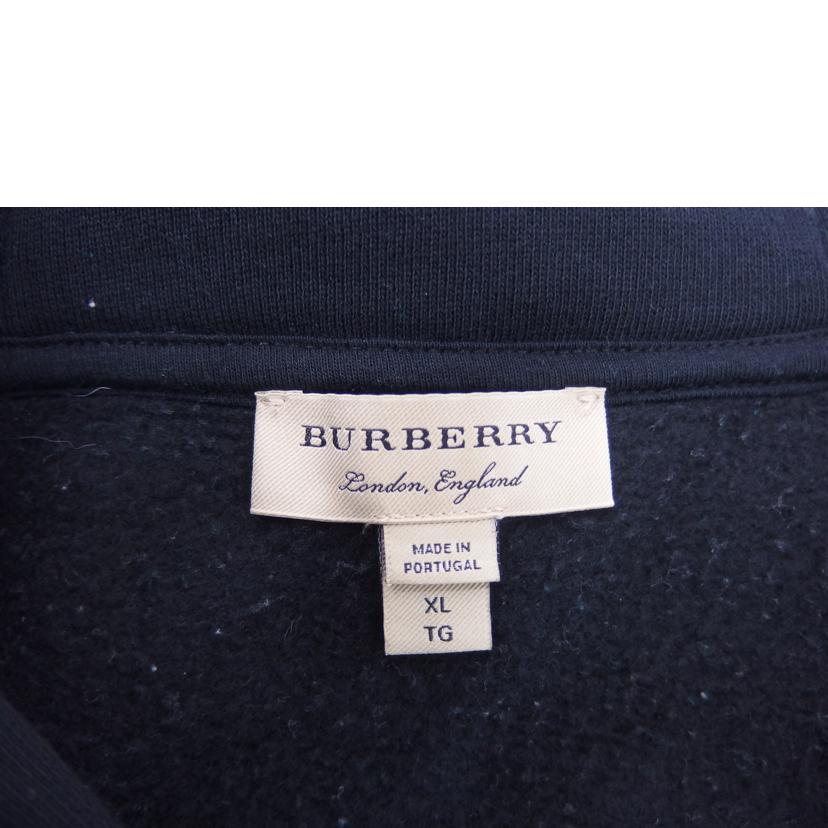 BURBERRY
London, England
MADE IN
PORTUGAL
XL
TG